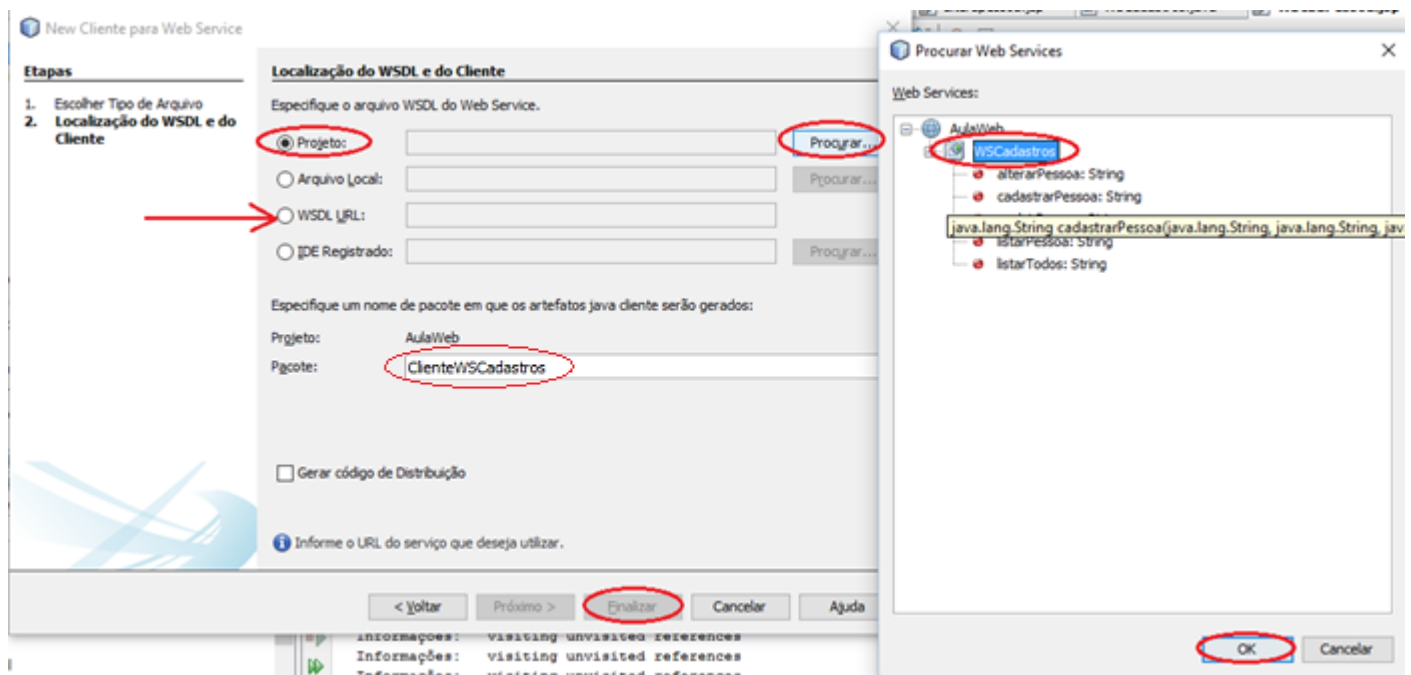 New Cliente para Web Service
Etapas
1. Escolher Tipo de Arquivo
2. Localização do WSDL e do
Cliente
Localização do WSDL e do Cliente
Especifique o arquivo WSDL do Web Service.
Projeto:
Procurar...
Arquivo Local:
Procurar...
WSDL URL:
IDE Registrado:
Procurar...
Especifique um nome de pacote em que os artefatos java cliente serão gerados:
Projeto: AulaWeb
Pacote: ClienteWSCadastros
Gerar código de Distribuição
Informe o URL do serviço que deseja utilizar.
< Voltar
Próximo >
Finalizar
Cancelar
Ajuda
Informações: visiting unvisited references
Informações: visiting unvisited references
Informações: visiting unvisited references
Procurar Web Services
Web Services:
AulaWeb
WSCadastros
alterarPessoa: String
cadastrarPessoa: String
java.lang.String cadastrarPessoa(java.lang.String, java.lang.String, jav
listarPessoa: String
listarTodos: String
OK
Cancelar